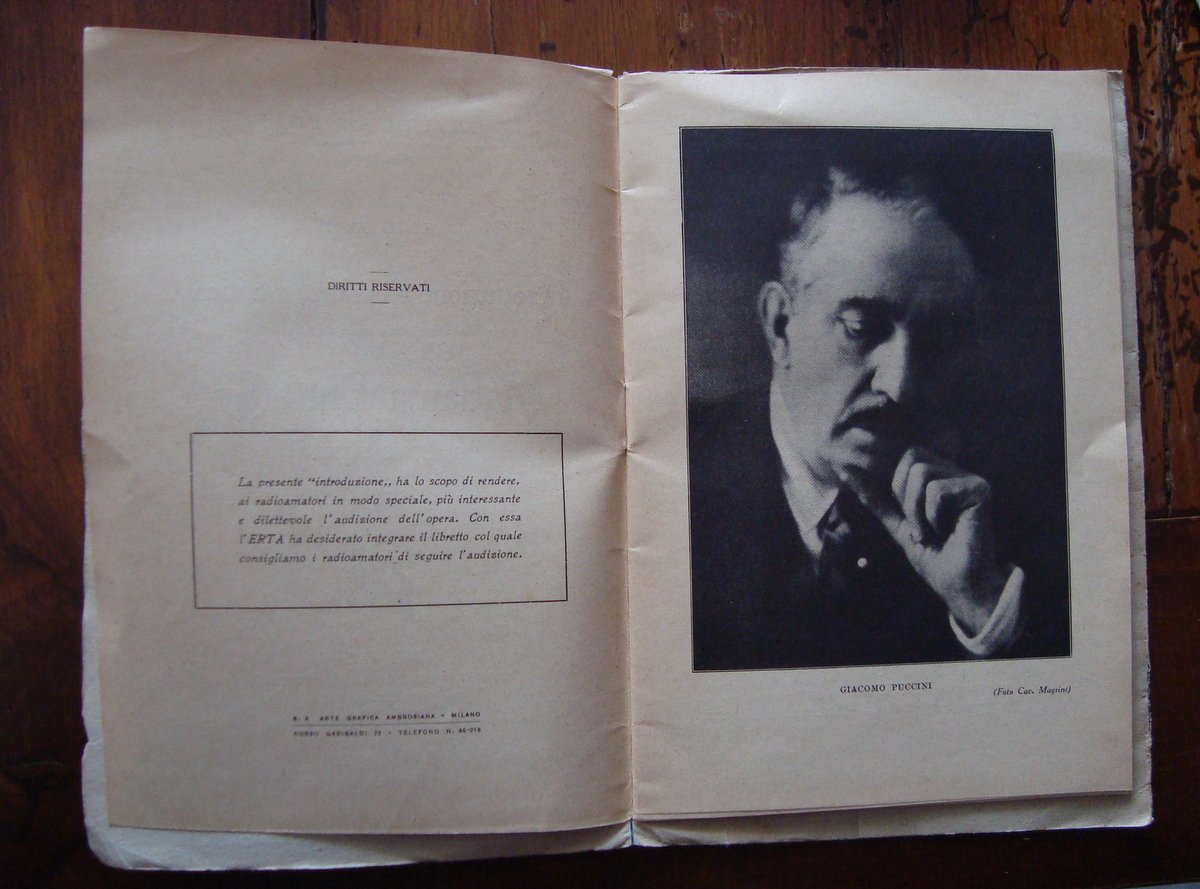 DIRITTI RISERVATI
La presente “introduzione„ ha lo scopo di rendere,
ai radioamatori in modo speciale, più interessante
e dilettevole l'audizione dell'opera. Con essa
l'ERTA ha desiderato integrare il libretto col quale
consigliamo i radioamatori di seguire l'audizione.
S. A. ARTE GRAFICA AMBROSIANA - MILANO
CORSO GARIBALDI 72 - TELEFONO N. 65-218
GIACOMO PUCCINI
(Foto Cav. Magrini)